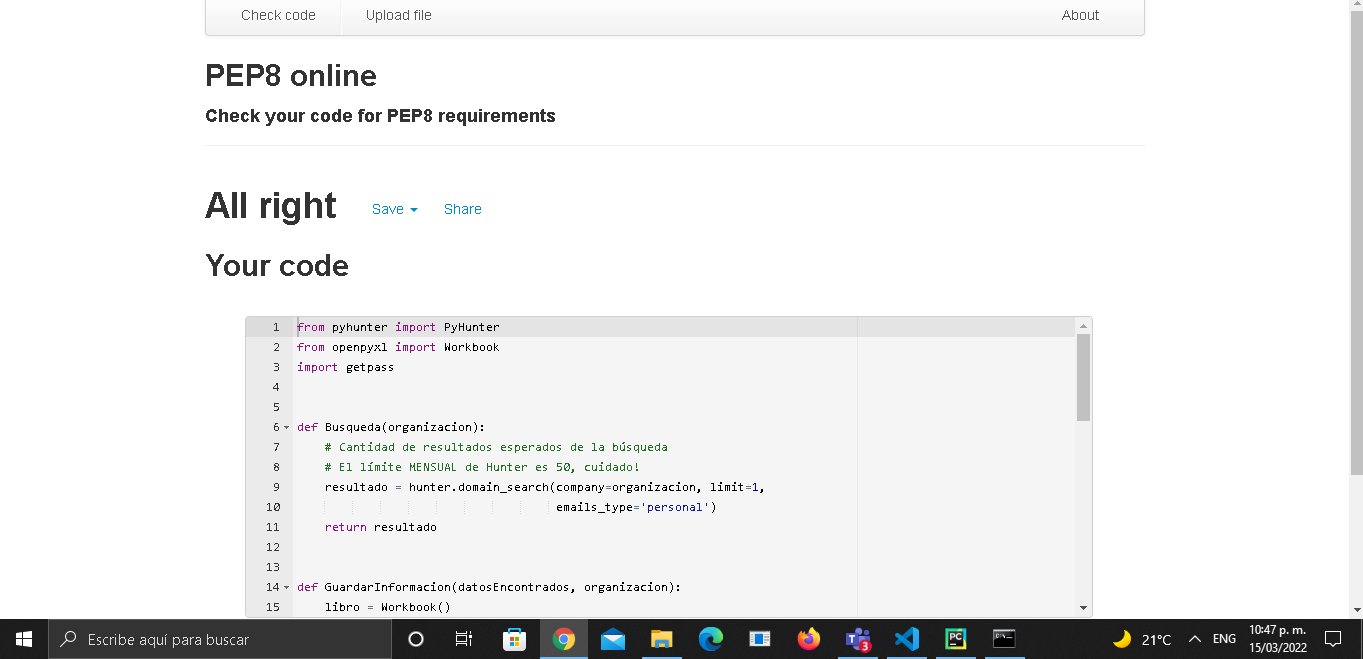 Check code Upload file About
PEP8 online
Check your code for PEP8 requirements
All right Save Share
Your code
1 from pyhunter import PyHunter
2 from openpyxl import Workbook
3 import getpass
4
5
6 def Busqueda(organizacion):
7 # Cantidad de resultados esperados de la búsqueda
8 # El límite MENSUAL de Hunter es 50, cuidado!
9 resultado = hunter.domain_search(company=organizacion, limit=1,
10 emails_type='personal')
11 return resultado
12
13
14 def GuardarInformacion(datosEncontrados, organizacion):
15 libro = Workbook()
Escribe aquí para buscar
3
PC
21°C
ENG
10:47 p. m.
15/03/2022